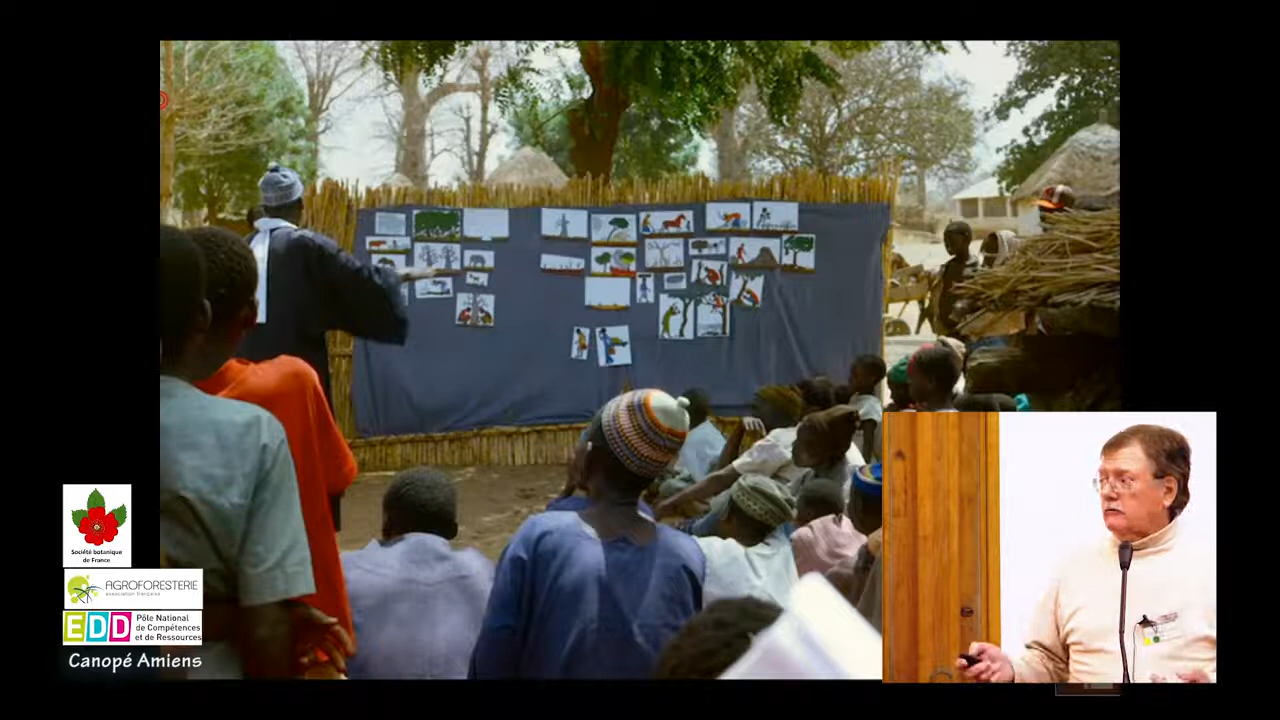 Société botanique
de France
AGROFORESTERIE
association française
EDD
Pôle National
de Compétences
et de Ressources
Canopé Amiens